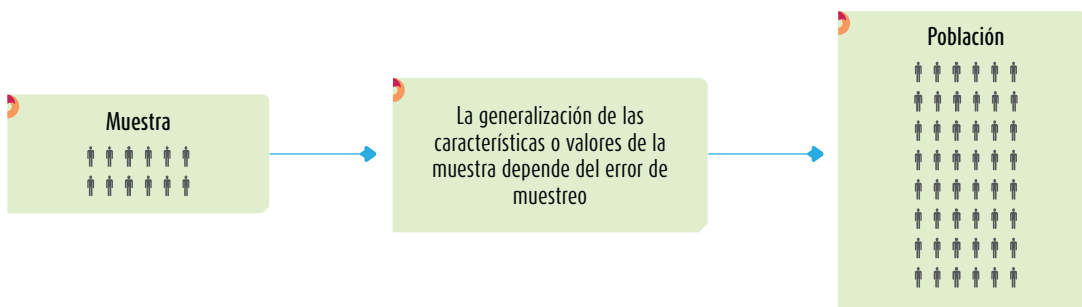 Muestra
La generalización de las
características o valores de la
muestra depende del error de
muestreo
Población